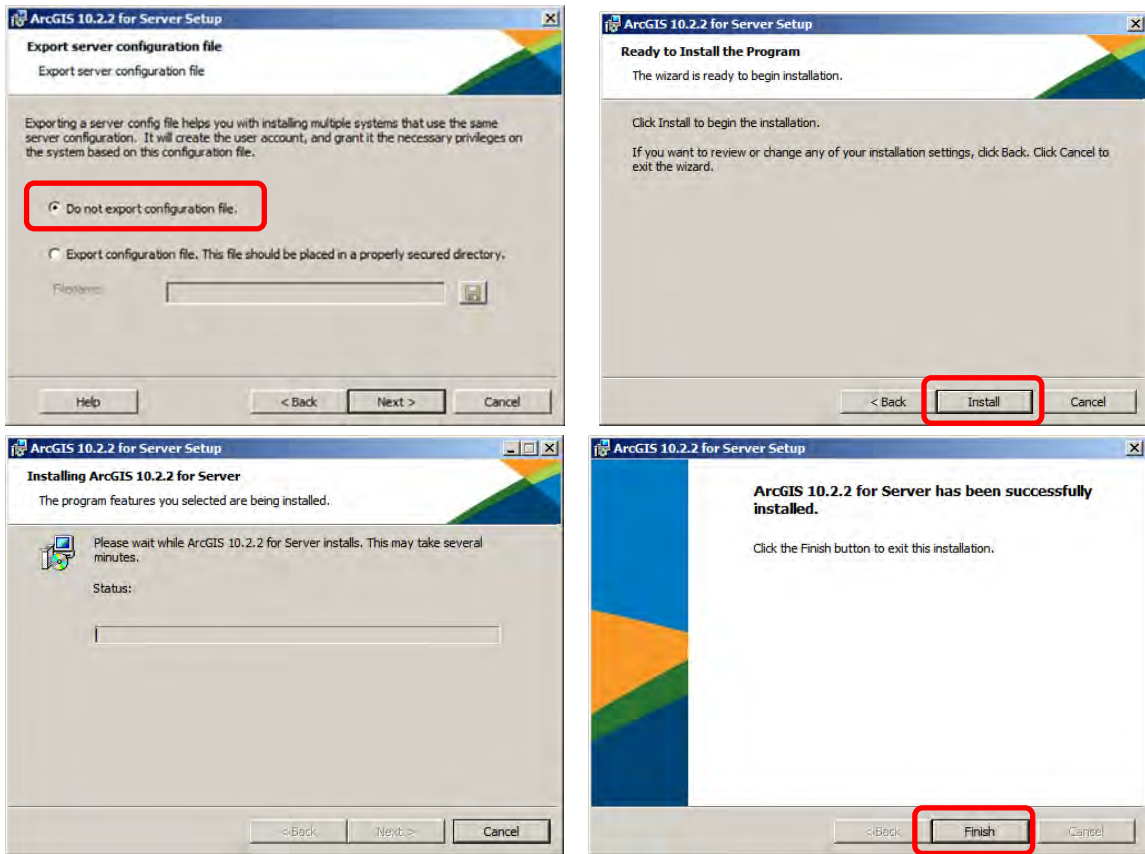 ArcGIS 10.2.2 for Server Setup
Export server configuration file
Export server configuration file
Exporting a server config file helps you with installing multiple systems that use the same
server configuration. It will create the user account, and grant it the necessary privileges on
the system based on this configuration file.
Do not export configuration file.
Export configuration file. This file should be placed in a properly secured directory.
Filename:
Help
< Back
Next >
Cancel
ArcGIS 10.2.2 for Server Setup
Ready to Install the Program
The wizard is ready to begin installation.
Click Install to begin the installation.
If you want to review or change any of your installation settings, click Back. Click Cancel to
exit the wizard.
< Back
Install
Cancel
ArcGIS 10.2.2 for Server Setup
Installing ArcGIS 10.2.2 for Server
The program features you selected are being installed.
Please wait while ArcGIS 10.2.2 for Server installs. This may take several
minutes.
Status:
< Back
Next >
Cancel
ArcGIS 10.2.2 for Server Setup
ArcGIS 10.2.2 for Server has been successfully
installed.
Click the Finish button to exit this installation.
< Back
Finish
Cancel